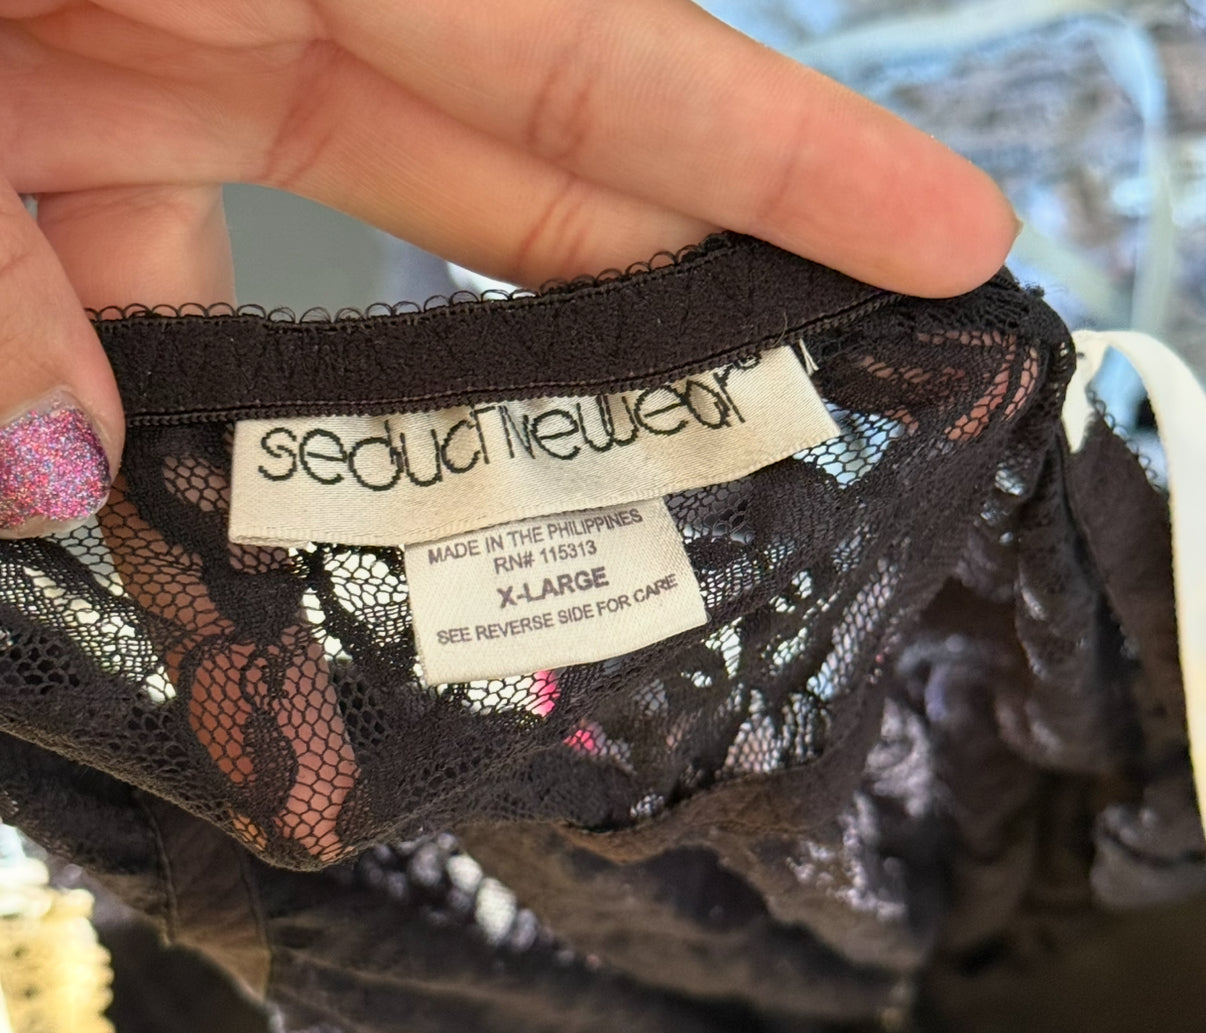 seductivewear®
MADE IN THE PHILIPPINES
RN# 115313
X-LARGE
SEE REVERSE SIDE FOR CARE